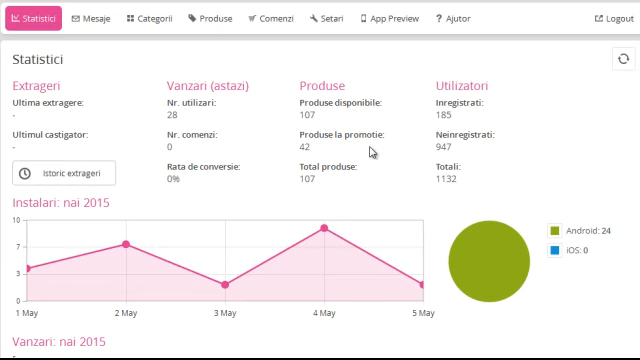 Statistici Mesaje Categorii Produse Comenzi Setari App Preview Ajutor Logout
Statistici
Extrageri Vanzari (astazi) Produse Utilizatori
Ultima extragere: Nr. utilizari: Produse disponibile: Inregistrati:
- 28 107 185
Ultimul castigator: Nr. comenzi: Produse la promotie: Neinregistrati:
- 0 42 947
Istoric extrageri Rata de conversie: Total produse: Totali:
0% 107 1132
Instalari: nai 2015
10
7
3
0
1 May 2 May 3 May 4 May 5 May
Android: 24
iOS: 0
Vanzari: nai 2015